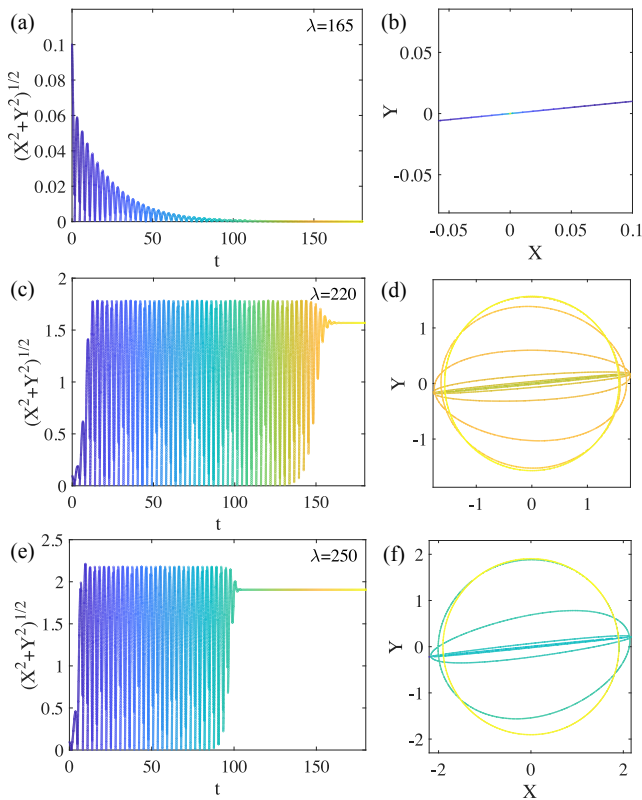 (a)
λ=165
0.1
0.08
0.06
0.04
0.02
0
(X²+Y²)^{1/2}
0
50
100
150
t
(b)
0.05
0
-0.05
Y
-0.05
0
0.05
0.1
X
(c)
λ=220
2
1.5
1
0.5
0
(X²+Y²)^{1/2}
0
50
100
150
t
(d)
1
0
-1
Y
-1
0
1
X
(e)
λ=250
2.5
2
1.5
1
0.5
0
(X²+Y²)^{1/2}
0
50
100
150
t
(f)
2
1
0
-1
-2
Y
-2
0
2
X